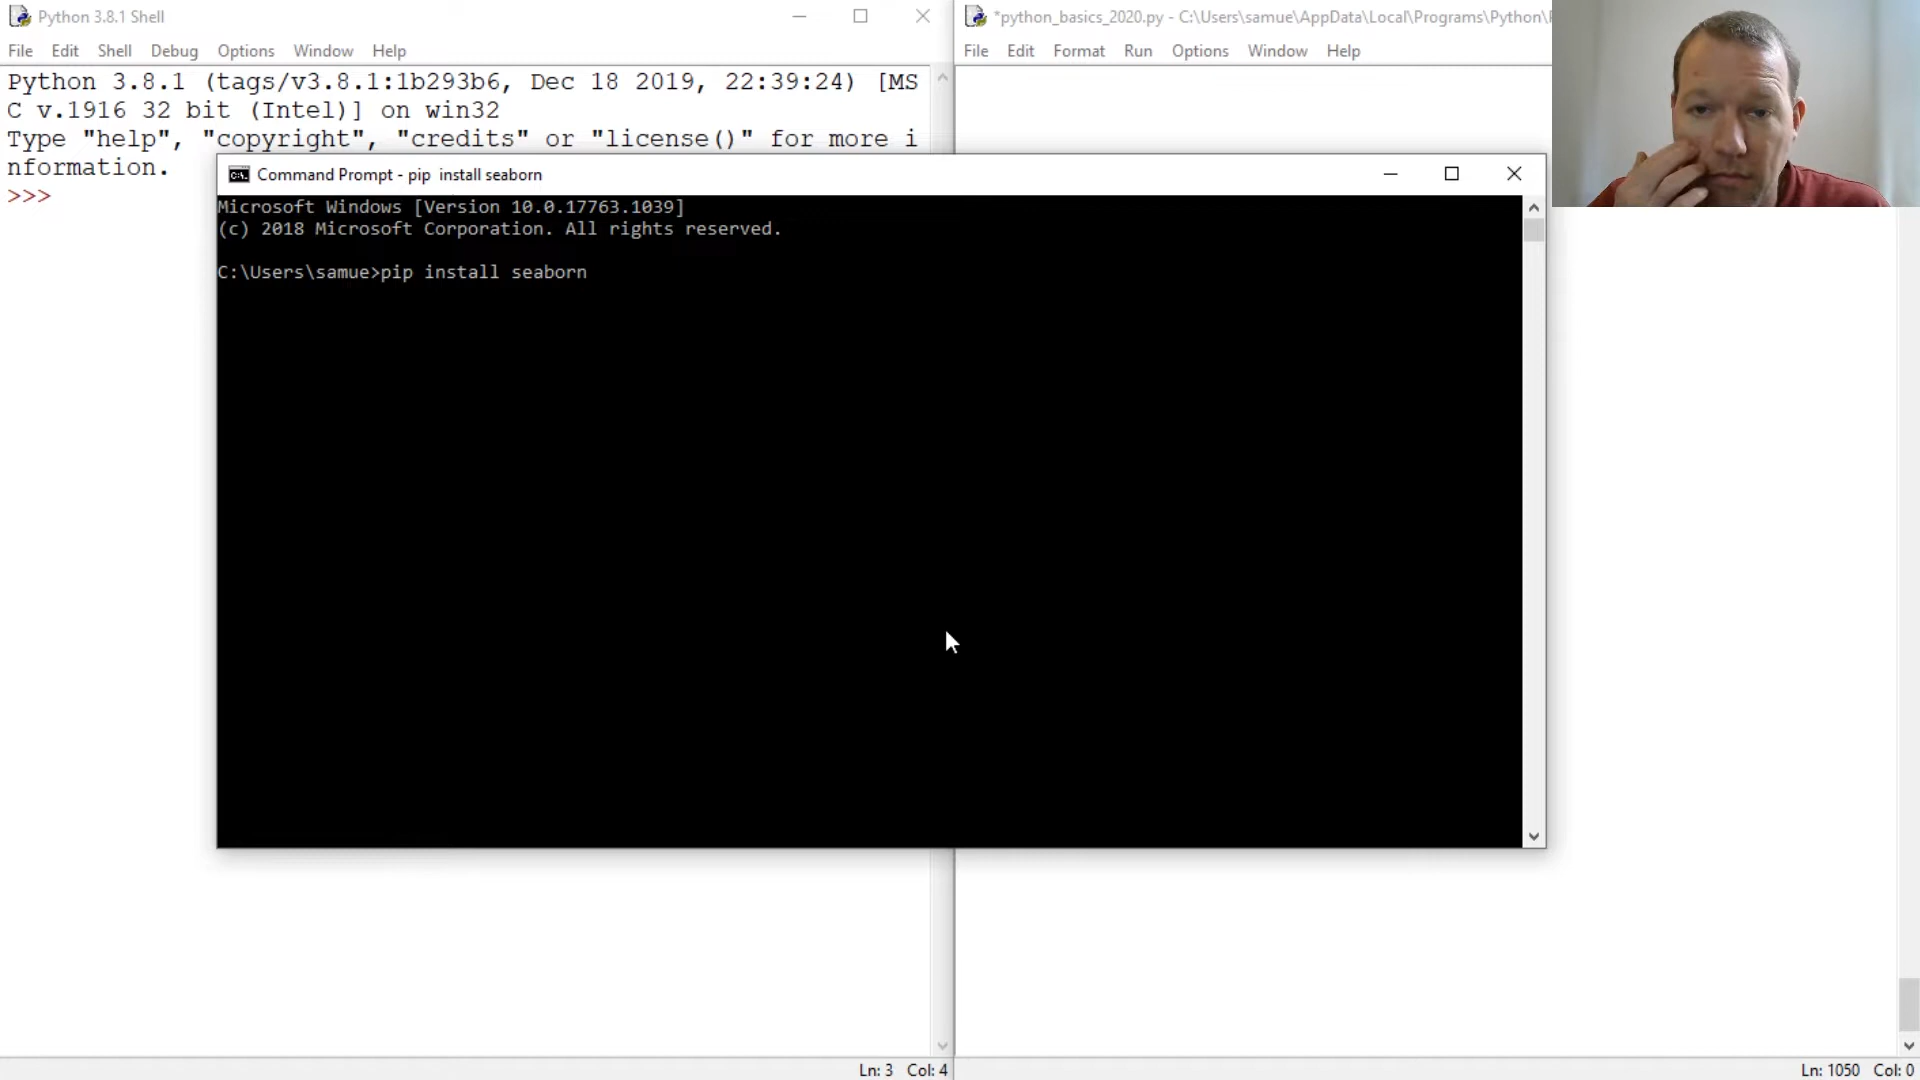 Python 3.8.1 Shell
File Edit Shell Debug Options Window Help
Python 3.8.1 (tags/v3.8.1:1b293b6, Dec 18 2019, 22:39:24) [MS
C v.1916 32 bit (Intel)] on win32
Type "help", "copyright", "credits" or "license()" for more i
nformation.
>>>
*python_basics_2020.py - C:\Users\samue\AppData\Local\Programs\Python\
File Edit Format Run Options Window Help
Command Prompt - pip  install seaborn
Microsoft Windows [Version 10.0.17763.1039]
(c) 2018 Microsoft Corporation. All rights reserved.
C:\Users\samue>pip install seaborn
Ln: 3 Col: 4
Ln: 1050 Col: 0